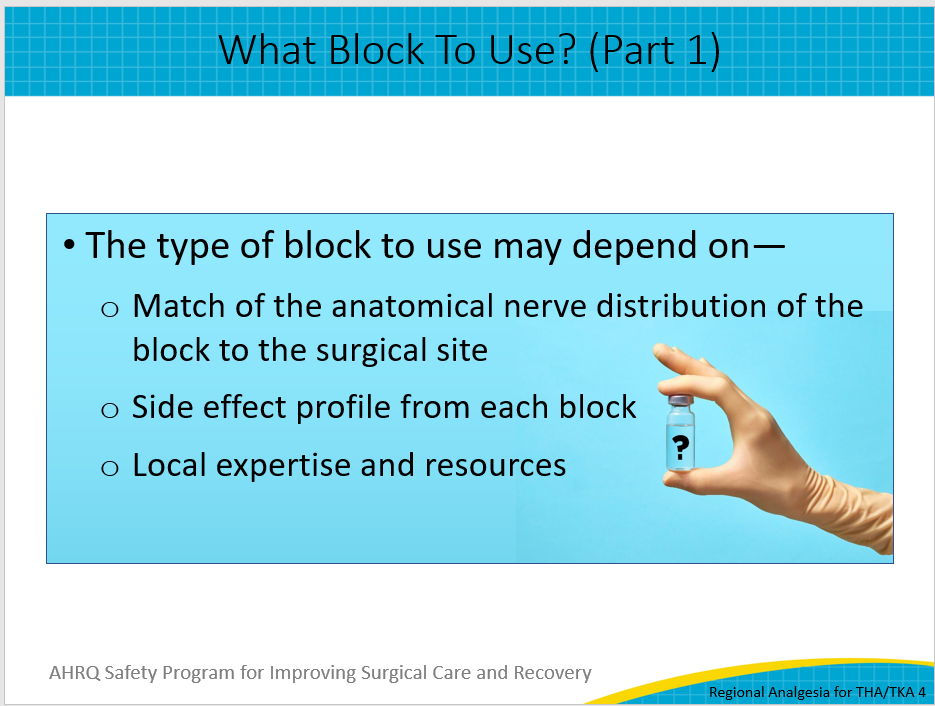 What Block To Use? (Part 1)
• The type of block to use may depend on—
o Match of the anatomical nerve distribution of the
block to the surgical site
o Side effect profile from each block
o Local expertise and resources
?
AHRQ Safety Program for Improving Surgical Care and Recovery
Regional Analgesia for THA/TKA 4